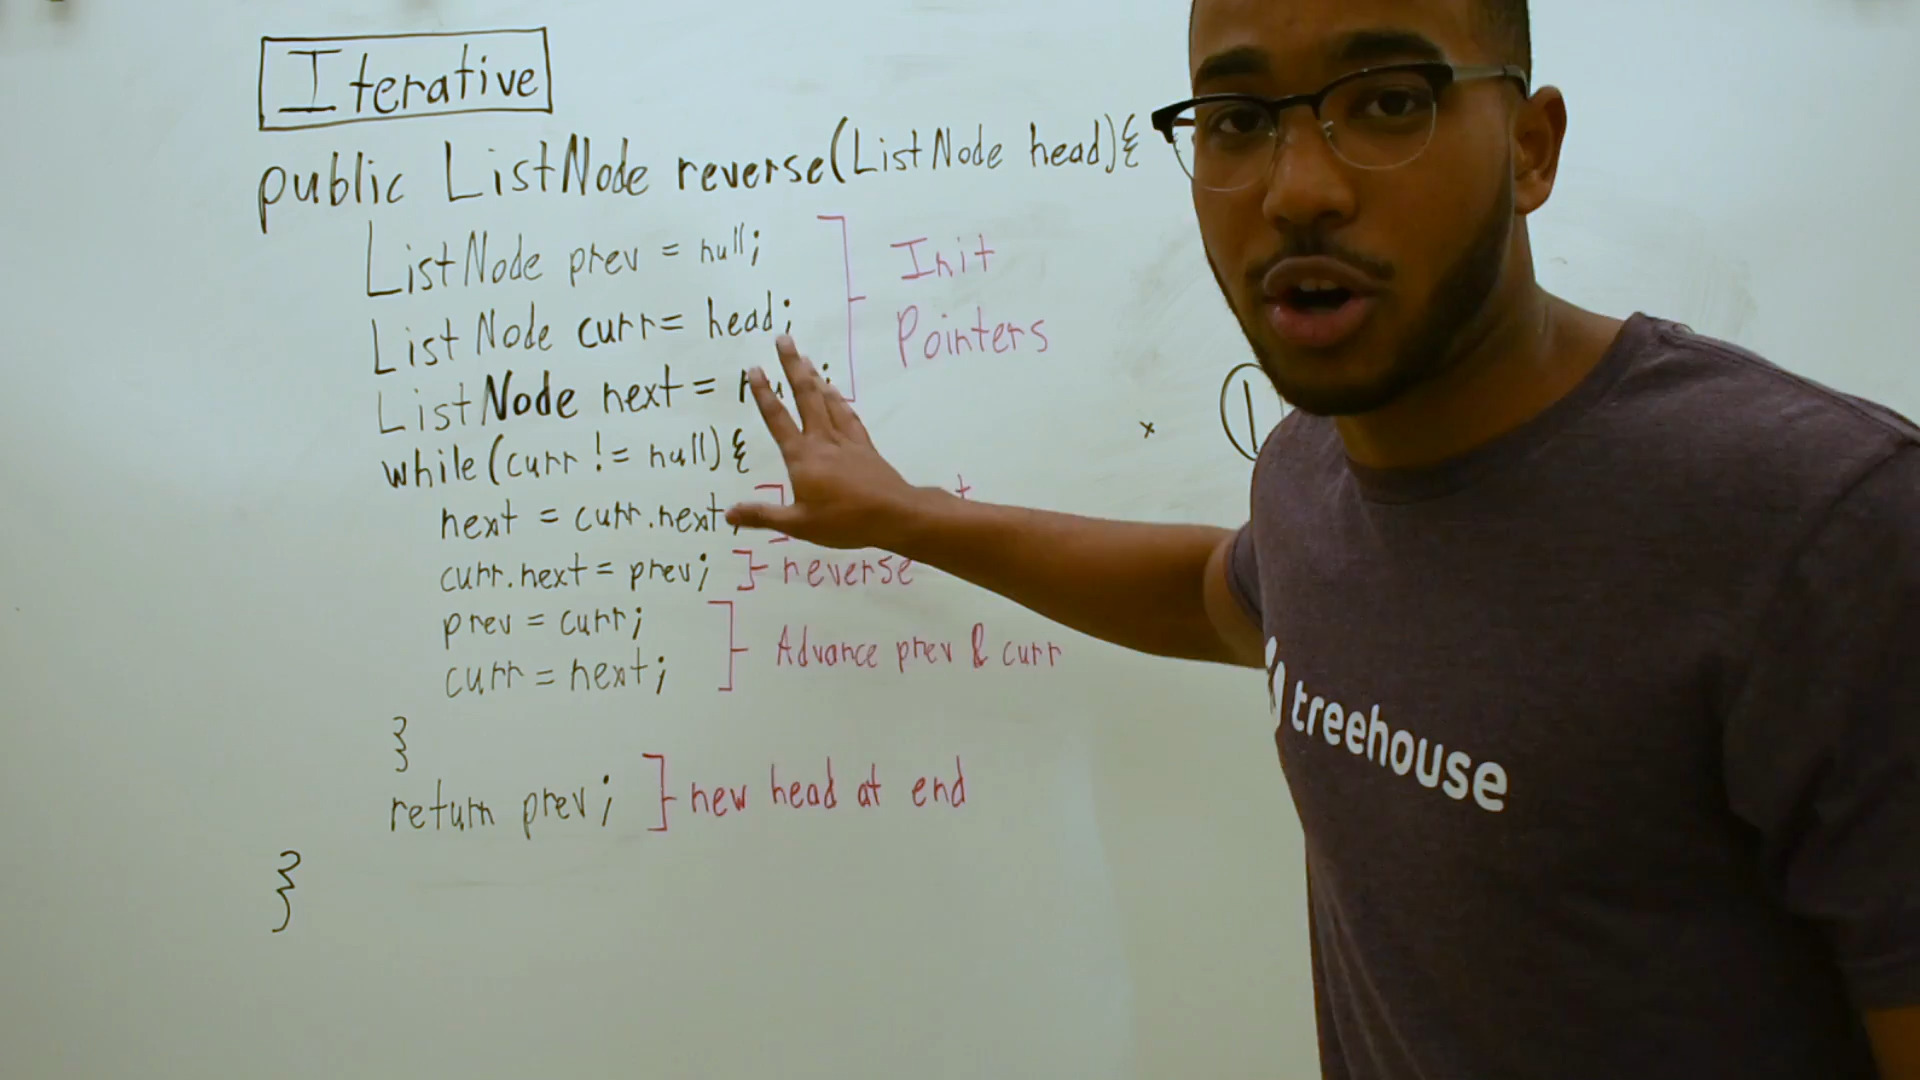 Iterative
public ListNode reverse(ListNode head){
ListNode prev = null;
ListNode curr= head;
ListNode next =
while(curr != null){
next = curr.next;
curr.next = prev;
prev = curr;
curr = next;
}
return prev;
}
Init
Pointers
reverse
Advance prev & curr
new head at end
x
1
treehouse